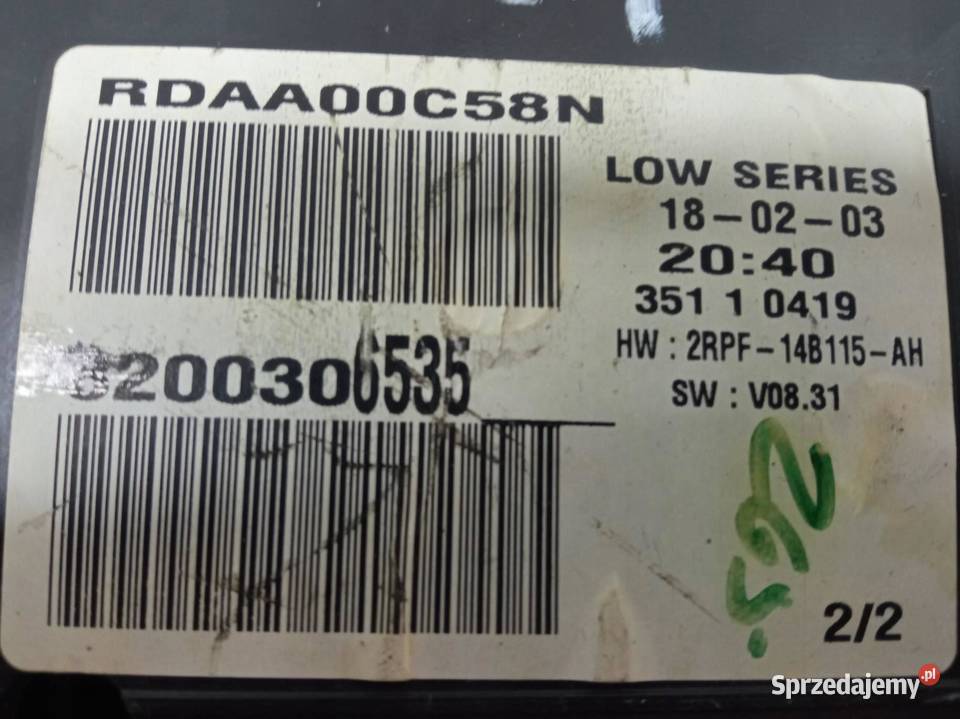 RDAA00C58N
LOW SERIES
18-02-03
20:40
351 1 0419
HW : 2RPF-14B115-AH
SW : V08.31
8200306535
2/2
Sprzedajemy.pl